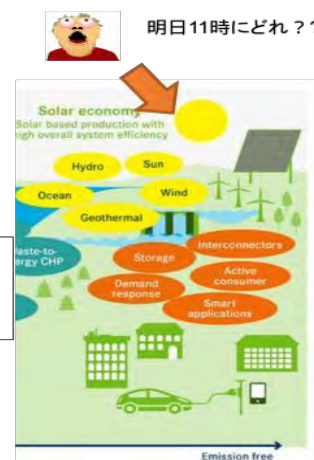 明日11時にどれ??
Solar economy
Solar based production with
high overall system efficiency
Hydro
Sun
Ocean
Wind
Geothermal
Waste-to-
energy CHP
Interconnectors
Storage
Active
consumer
Demand
response
Smart
applications
Emission free